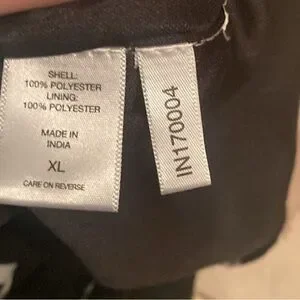 SHELL:
100% POLYESTER
LINING:
100% POLYESTER
MADE IN
INDIA
XL
CARE ON REVERSE
IN170004